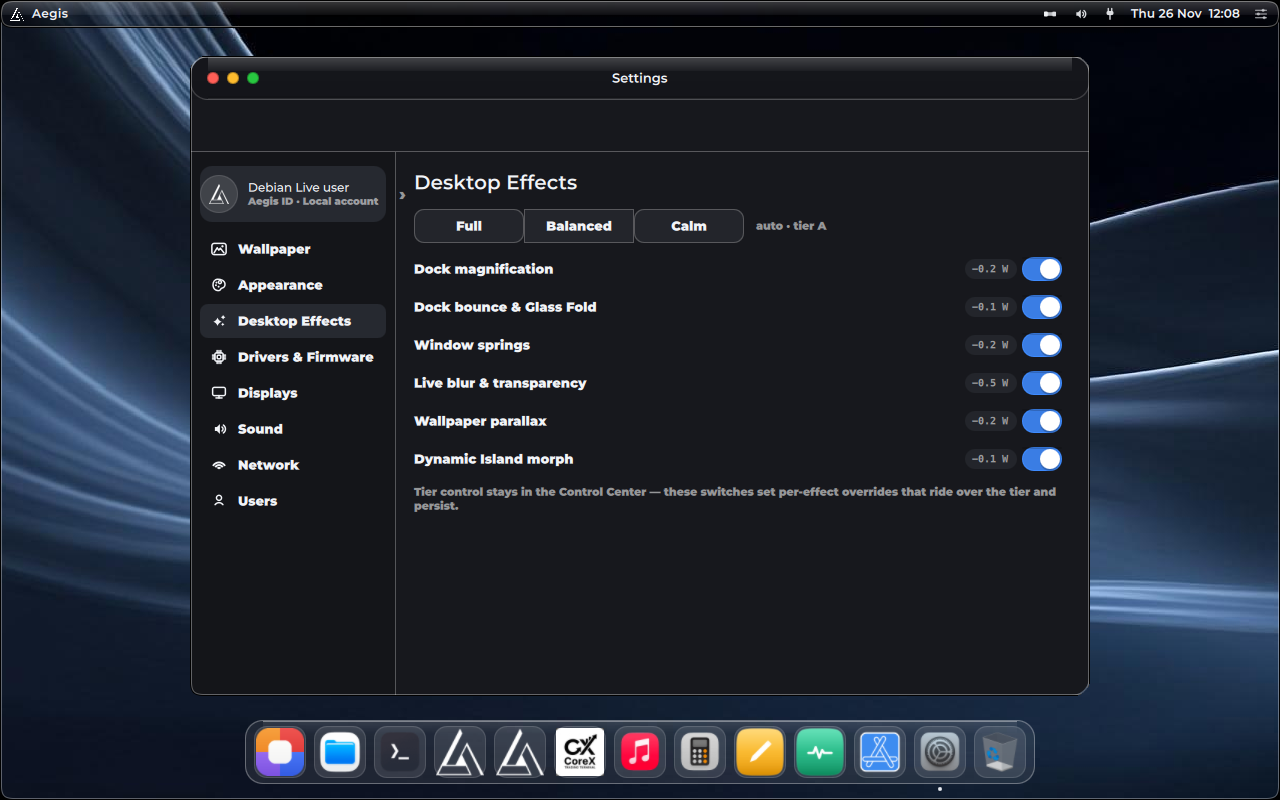 Aegis
Thu 26 Nov 12:08
Settings
Debian Live user
Aegis ID · Local account
Wallpaper
Appearance
Desktop Effects
Drivers & Firmware
Displays
Sound
Network
Users
Desktop Effects
Full Balanced Calm auto · tier A
Dock magnification −0.2 W
Dock bounce & Glass Fold −0.1 W
Window springs −0.2 W
Live blur & transparency −0.5 W
Wallpaper parallax −0.2 W
Dynamic Island morph −0.1 W
Tier control stays in the Control Center — these switches set per-effect overrides that ride over the tier and
persist.
CX
CoreX